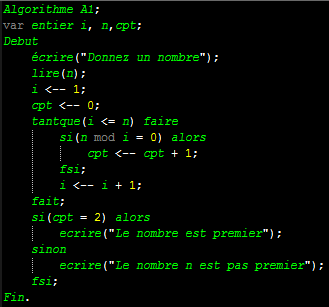 Algorithme A1;
var entier i, n,cpt;
Debut
écrire("Donnez un nombre");
lire(n);
i <-- 1;
cpt <-- 0;
tantque(i <= n) faire
si(n mod i = 0) alors
cpt <-- cpt + 1;
fsi;
i <-- i + 1;
fait;
si(cpt = 2) alors
ecrire("Le nombre est premier");
sinon
ecrire("Le nombre n est pas premier");
fsi;
Fin.